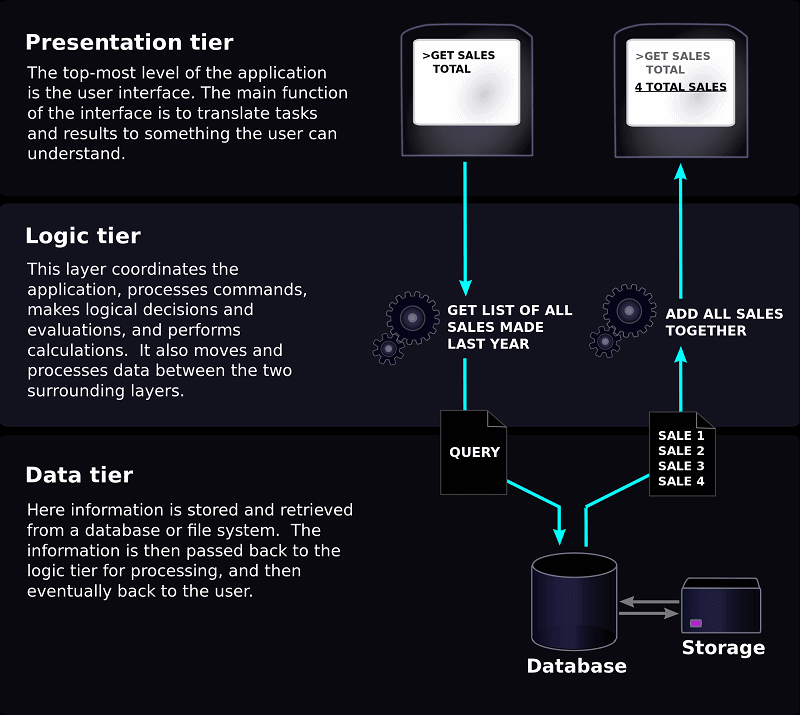 Presentation tier
The top-most level of the application
is the user interface. The main function
of the interface is to translate tasks
and results to something the user can
understand.
>GET SALES
TOTAL
>GET SALES
TOTAL
4 TOTAL SALES
Logic tier
This layer coordinates the
application, processes commands,
makes logical decisions and
evaluations, and performs
calculations.  It also moves and
processes data between the two
surrounding layers.
GET LIST OF ALL
SALES MADE
LAST YEAR
ADD ALL SALES
TOGETHER
Data tier
Here information is stored and retrieved
from a database or file system.  The
information is then passed back to the
logic tier for processing, and then
eventually back to the user.
QUERY
SALE 1
SALE 2
SALE 3
SALE 4
Database
Storage